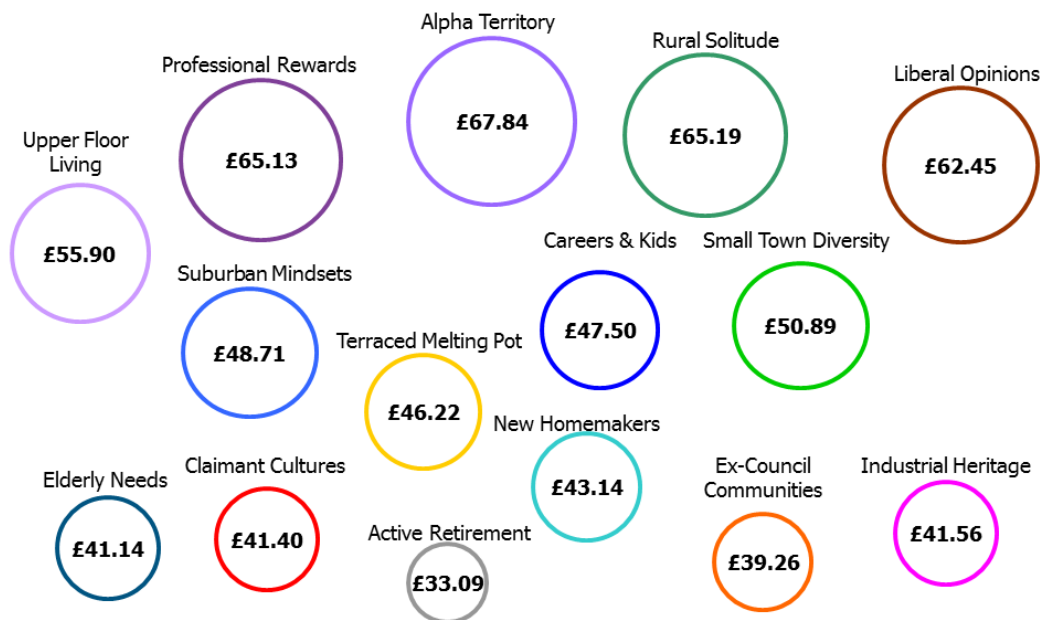 Alpha Territory
£67.84
Rural Solitude
£65.19
Professional Rewards
£65.13
Liberal Opinions
£62.45
Upper Floor
Living
£55.90
Careers & Kids
£47.50
Small Town Diversity
£50.89
Suburban Mindsets
£48.71
Terraced Melting Pot
£46.22
New Homemakers
£43.14
Elderly Needs
£41.14
Claimant Cultures
£41.40
Active Retirement
£33.09
Ex-Council
Communities
£39.26
Industrial Heritage
£41.56